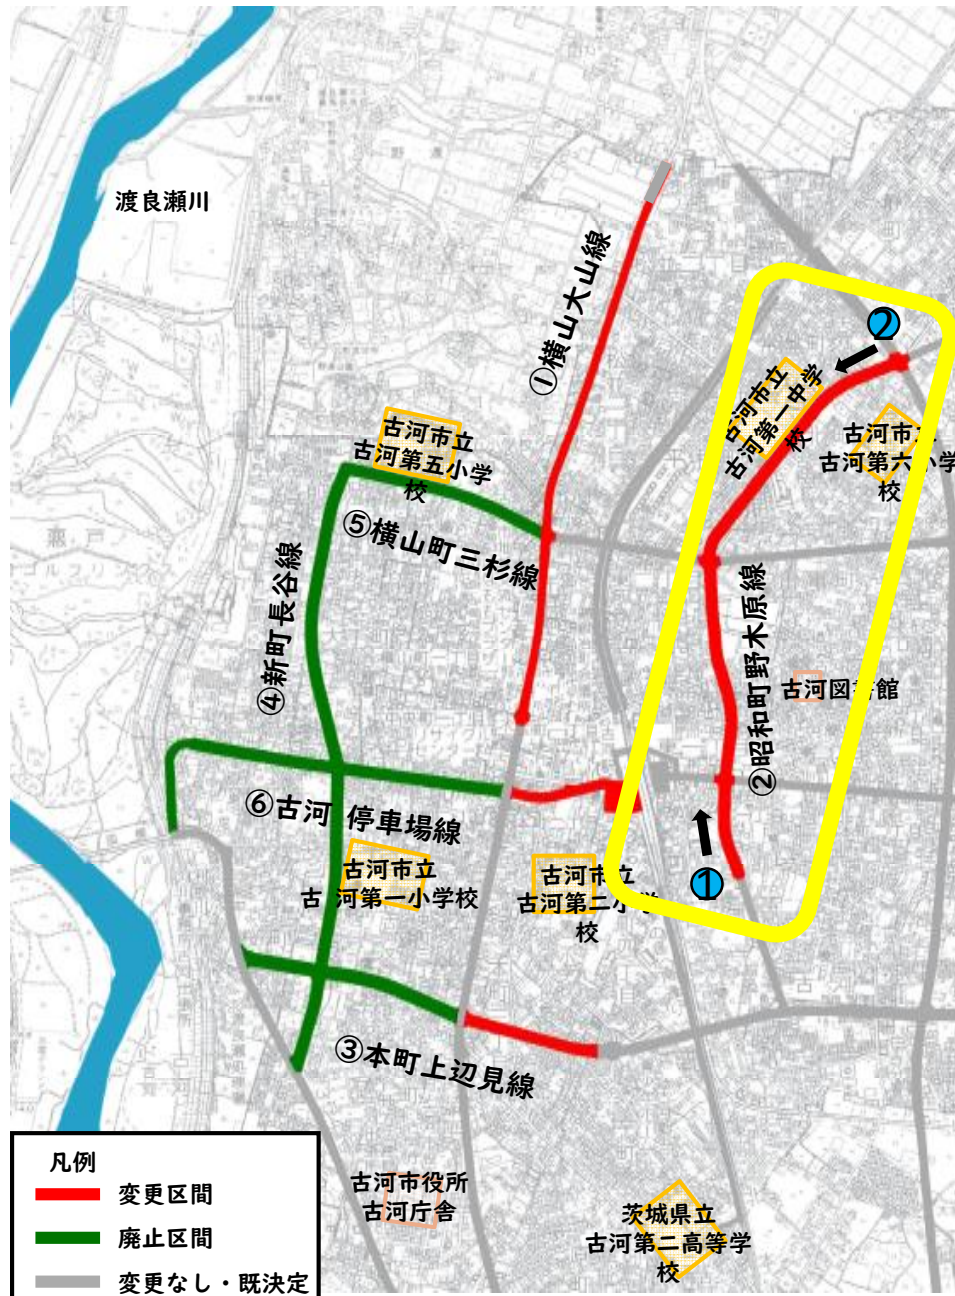 渡良瀬川
①横山大山線
②
古河市立
古河第一中学
校
古河市立
古河第六小学
校
古河市立
古河第五小学
校
⑤横山町三杉線
④新町長谷線
②昭和町野木原線
古河図書館
⑥古河 停車場線
古河市立
古 河第一小学校
古河市立
古河第二小学
校
①
③本町上辺見線
凡例
変更区間
廃止区間
変更なし・既決定
古河市役所
古河庁舎
茨城県立
古河第二高等学
校